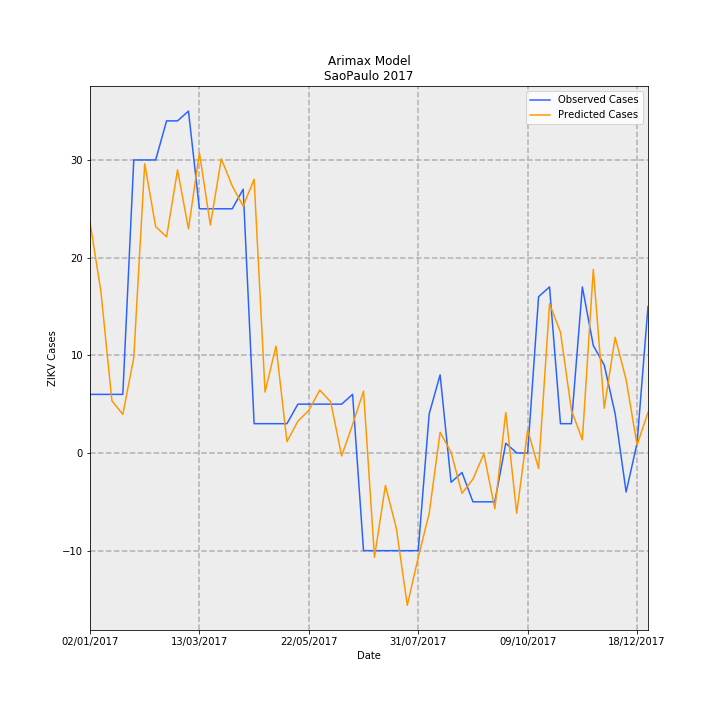 Arimax Model
SaoPaulo 2017
Observed Cases
Predicted Cases
ZIKV Cases
30
20
10
0
−10
02/01/2017
13/03/2017
22/05/2017
31/07/2017
09/10/2017
18/12/2017
Date